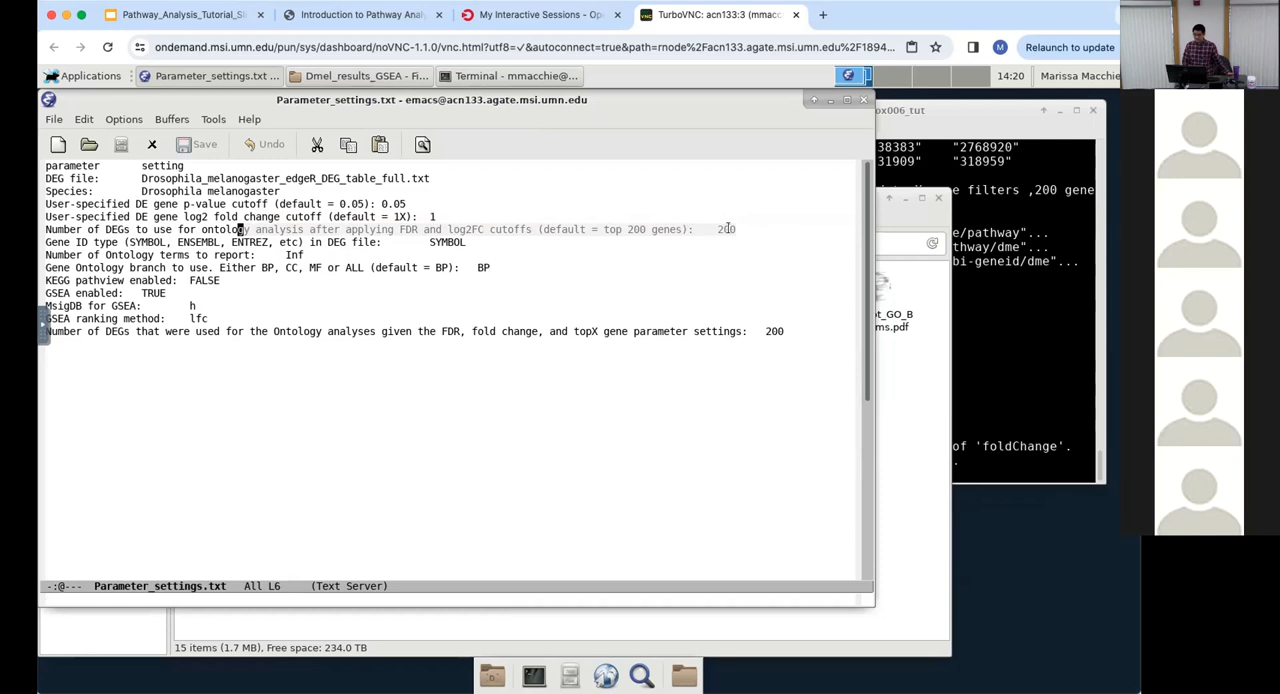 Pathway_Analysis_Tutorial_Sl
Introduction to Pathway Analy
My Interactive Sessions - Ope
TurboVNC: acn133:3 (mmacc
ondemand.msi.umn.edu/pun/sys/dashboard/noVNC-1.1.0/vnc.html?utf8=✓&autoconnect=true&path=rnode%2Facn133.agate.msi.umn.edu%2F1894...
M
Relaunch to update
Applications
Parameter_settings.txt ...
Dmel_results_GSEA - Fi...
Terminal - mmacchie@...
14:20
Marissa Macchie
Parameter_settings.txt - emacs@acn133.agate.msi.umn.edu
File Edit Options Buffers Tools Help
Save
Undo
parameter setting
DEG file: Drosophila_melanogaster_edgeR_DEG_table_full.txt
Species: Drosophila_melanogaster
User-specified DE gene p-value cutoff (default = 0.05): 0.05
User-specified DE gene log2 fold change cutoff (default = 1X): 1
Number of DEGs to use for ontology analysis after applying FDR and log2FC cutoffs (default = top 200 genes): 200
Gene ID type (SYMBOL, ENSEMBL, ENTREZ, etc) in DEG file: SYMBOL
Number of Ontology terms to report: Inf
Gene Ontology branch to use. Either BP, CC, MF or ALL (default = BP): BP
KEGG pathview enabled: FALSE
GSEA enabled: TRUE
MsigDB for GSEA: h
GSEA ranking method: lfc
Number of DEGs that were used for the Ontology analyses given the FDR, fold change, and topX gene parameter settings: 200
-:@--- Parameter_settings.txt All L6 (Text Server)
ox006_tut
38383" "2768920"
31909" "318959"
e filters ,200 gene
e/pathway"...
thway/dme"...
bi-geneid/dme"...
ot_GO_B
ms.pdf
of 'foldChange'.
.
15 items (1.7 MB), Free space: 234.0 TB